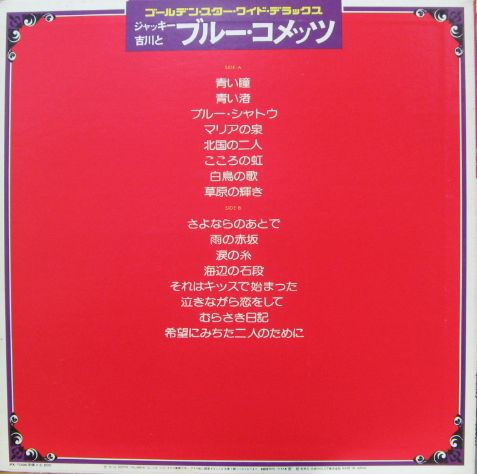 ゴールデン・スター・ワイド・デラックス
ジャッキー
吉川と
ブルー・コメッツ
SIDE-A
青い瞳
青い渚
ブルー・シャトウ
マリアの泉
北国の二人
こころの虹
白鳥の歌
草原の輝き
SIDE-B
さよならのあとで
雨の赤坂
涙の糸
海辺の石段
それはキッスで始まった
泣きながら恋をして
むらさき日記
希望にみちた二人のために